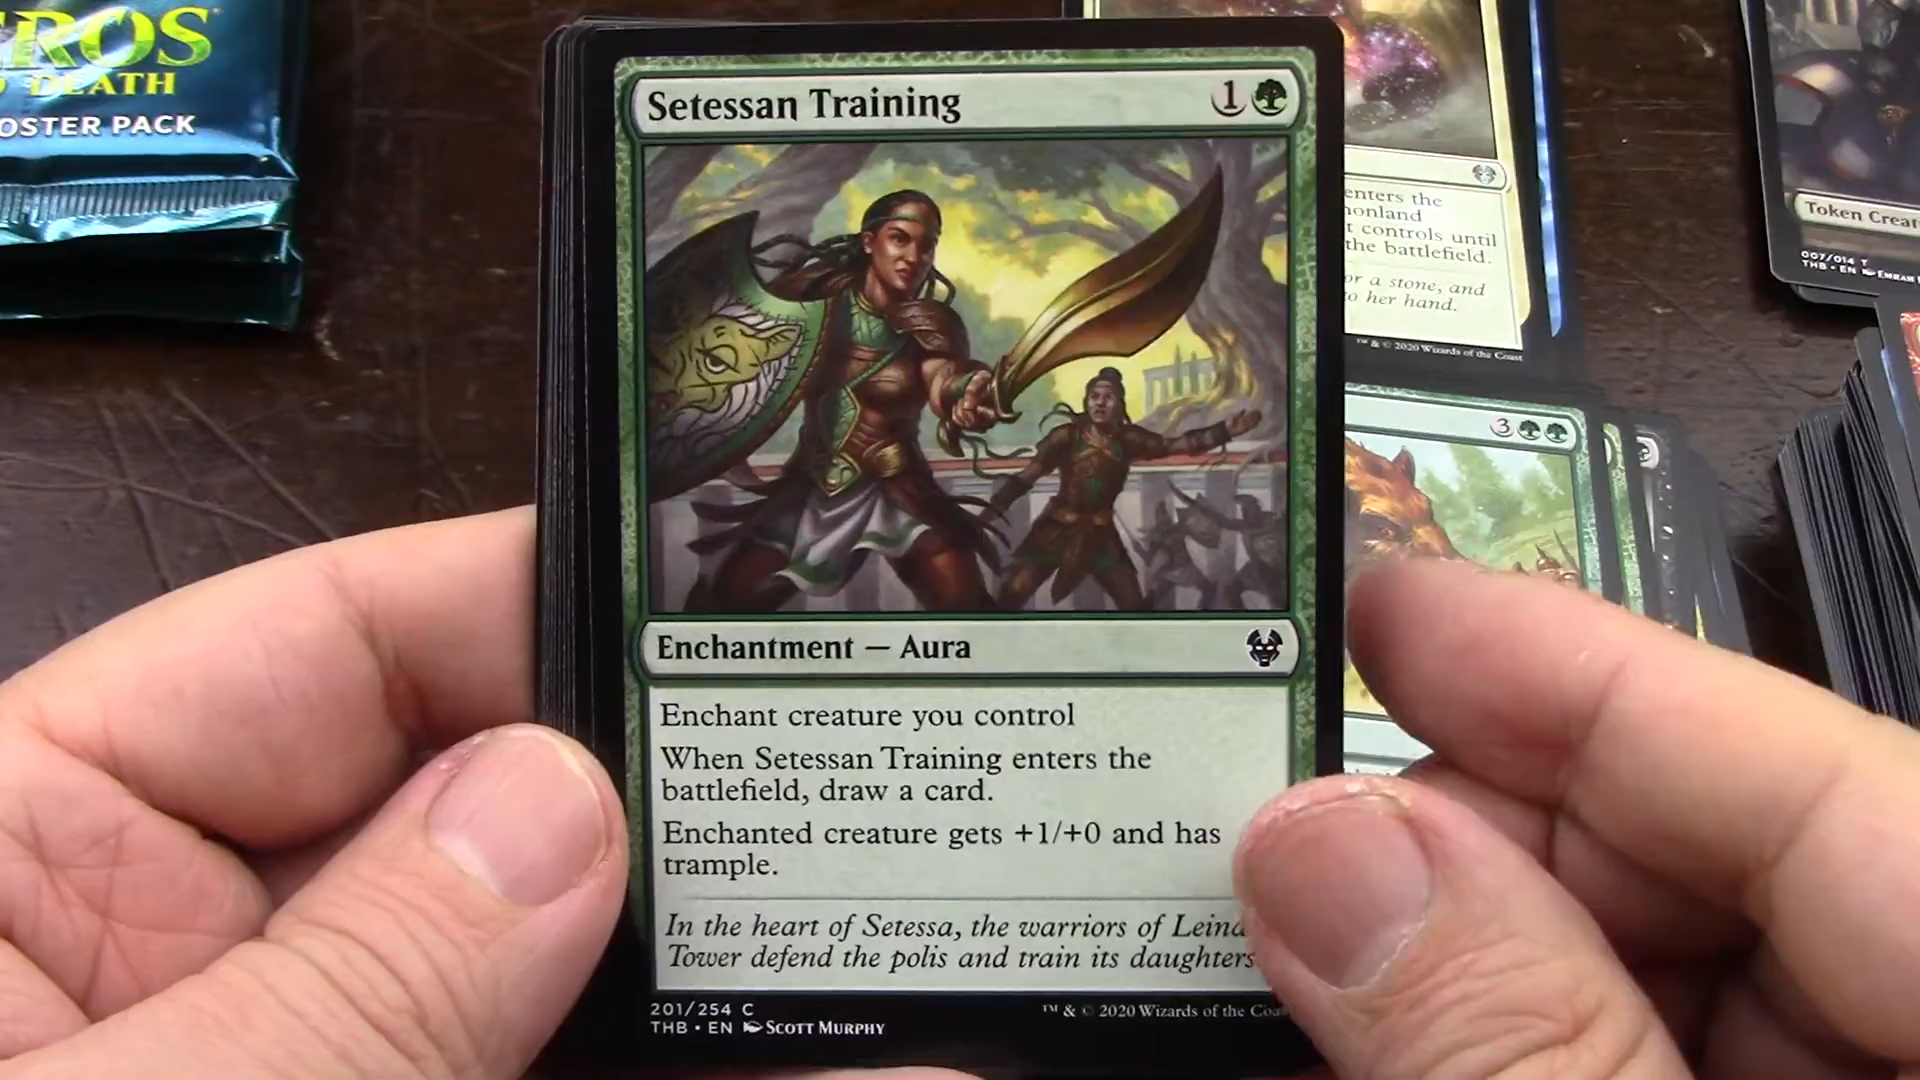 ROS
DEATH
OSTER PACK
Setessan Training
1
Enchantment — Aura
Enchant creature you control
When Setessan Training enters the
battlefield, draw a card.
Enchanted creature gets +1/+0 and has
trample.
In the heart of Setessa, the warriors of Leina
Tower defend the polis and train its daughters
201/254 C
THB • EN Scott Murphy
™ & © 2020 Wizards of the Coa
enters the
nonland
t controls until
the battlefield.
or a stone, and
o her hand.
™ & © 2020 Wizards of the Coast
3
Token Creat
007/014 T
THB • EN